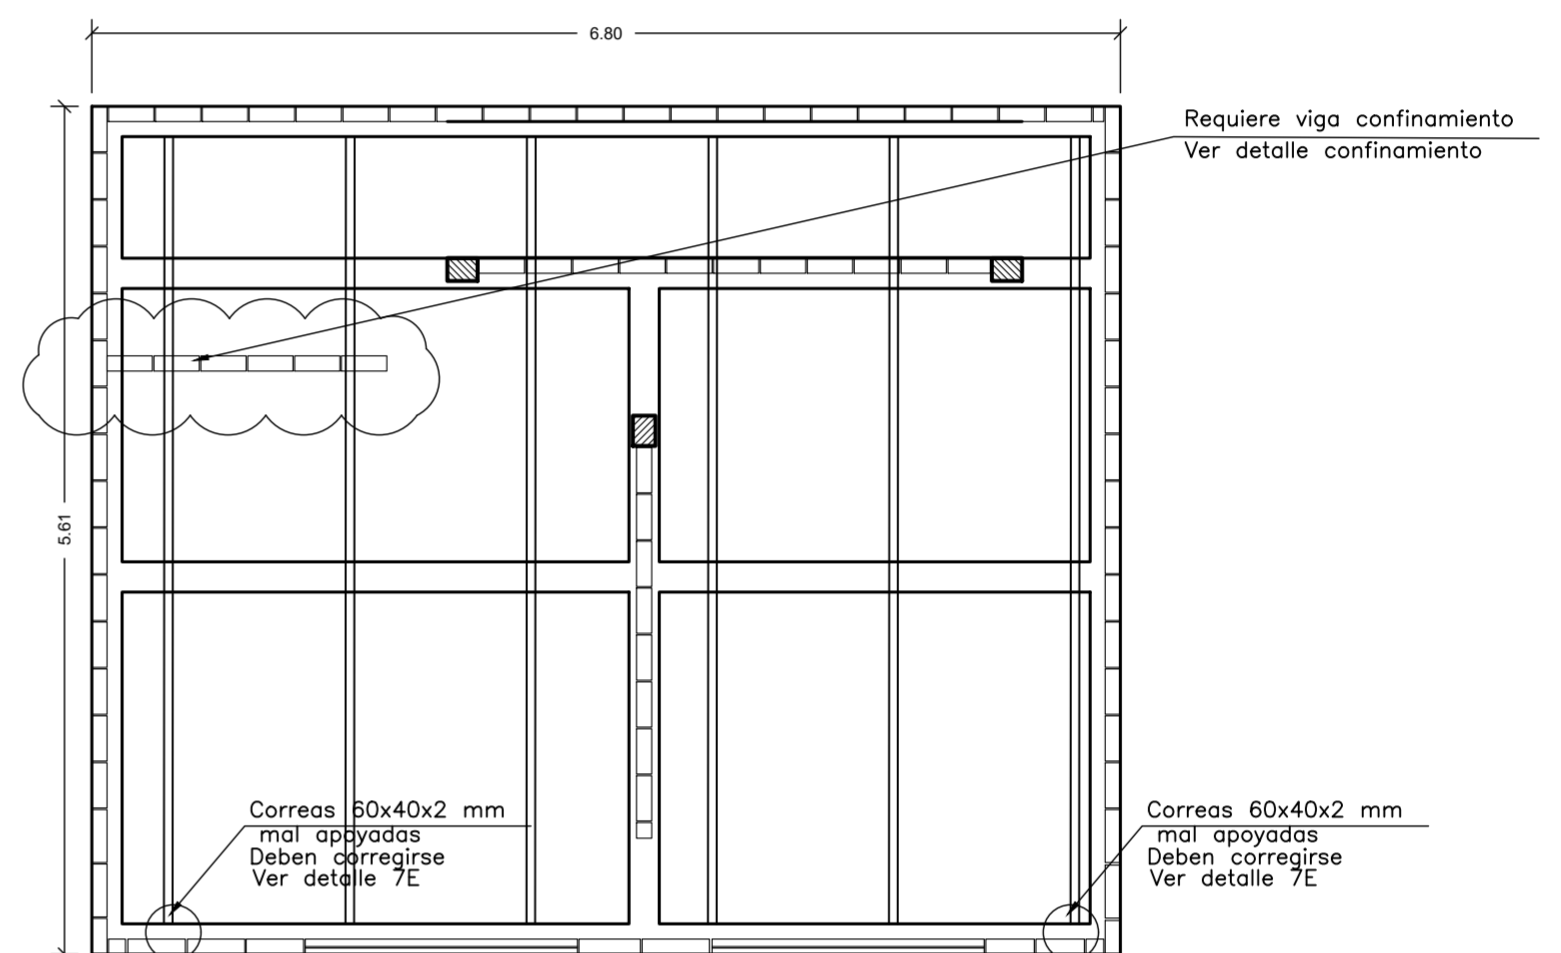 6.80
Requiere viga confinamiento
Ver detalle confinamiento
5.61
Correas 60x40x2 mm
mal apoyadas
Deben corregirse
Ver detalle 7E
Correas 60x40x2 mm
mal apoyadas
Deben corregirse
Ver detalle 7E